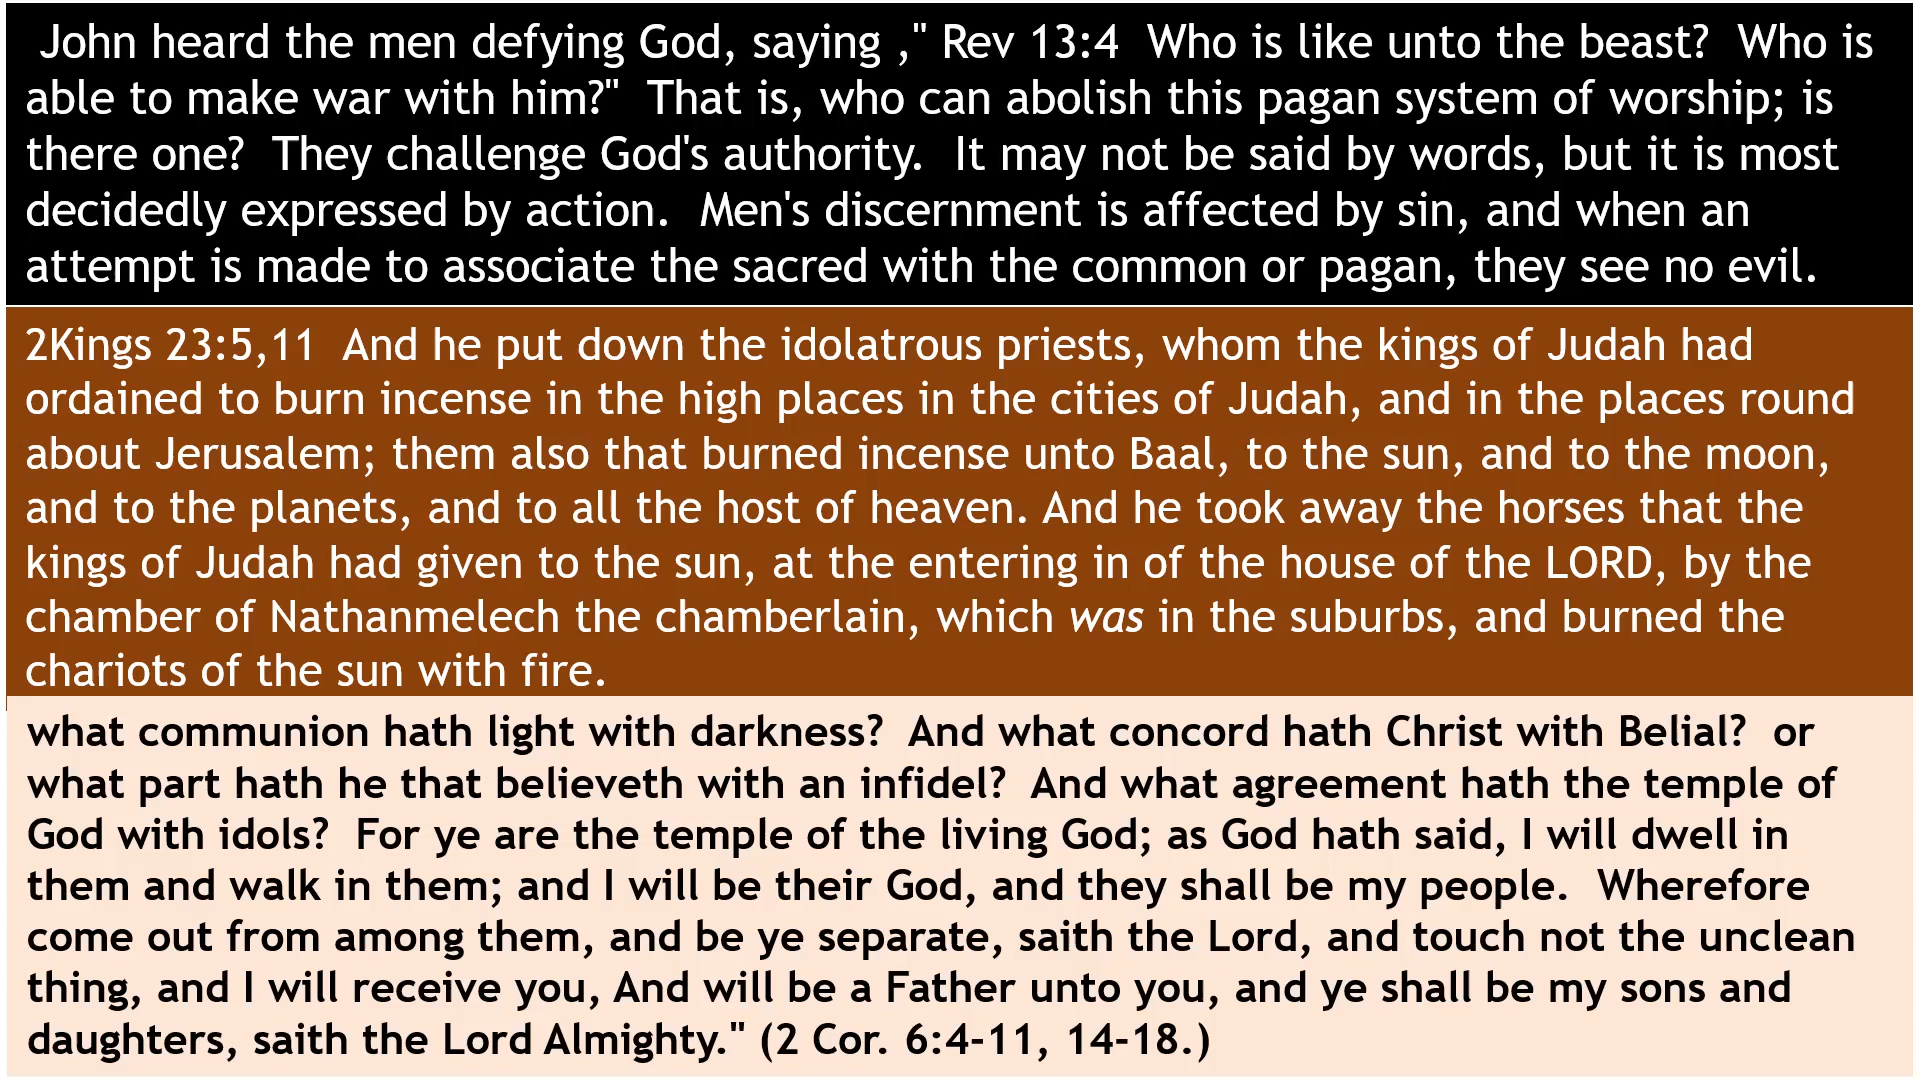 John heard the men defying God, saying ," Rev 13:4  Who is like unto the beast?  Who is
able to make war with him?"  That is, who can abolish this pagan system of worship; is
there one?  They challenge God's authority.  It may not be said by words, but it is most
decidedly expressed by action.  Men's discernment is affected by sin, and when an
attempt is made to associate the sacred with the common or pagan, they see no evil.
2Kings 23:5,11  And he put down the idolatrous priests, whom the kings of Judah had
ordained to burn incense in the high places in the cities of Judah, and in the places round
about Jerusalem; them also that burned incense unto Baal, to the sun, and to the moon,
and to the planets, and to all the host of heaven. And he took away the horses that the
kings of Judah had given to the sun, at the entering in of the house of the LORD, by the
chamber of Nathanmelech the chamberlain, which was in the suburbs, and burned the
chariots of the sun with fire.
what communion hath light with darkness?  And what concord hath Christ with Belial?  or
what part hath he that believeth with an infidel?  And what agreement hath the temple of
God with idols?  For ye are the temple of the living God; as God hath said, I will dwell in
them and walk in them; and I will be their God, and they shall be my people.  Wherefore
come out from among them, and be ye separate, saith the Lord, and touch not the unclean
thing, and I will receive you, And will be a Father unto you, and ye shall be my sons and
daughters, saith the Lord Almighty." (2 Cor. 6:4-11, 14-18.)